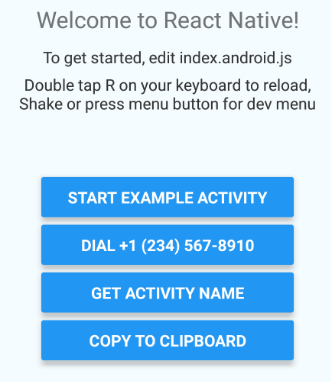 Welcome to React Native!
To get started, edit index.android.js
Double tap R on your keyboard to reload,
Shake or press menu button for dev menu
START EXAMPLE ACTIVITY
DIAL +1 (234) 567-8910
GET ACTIVITY NAME
COPY TO CLIPBOARD